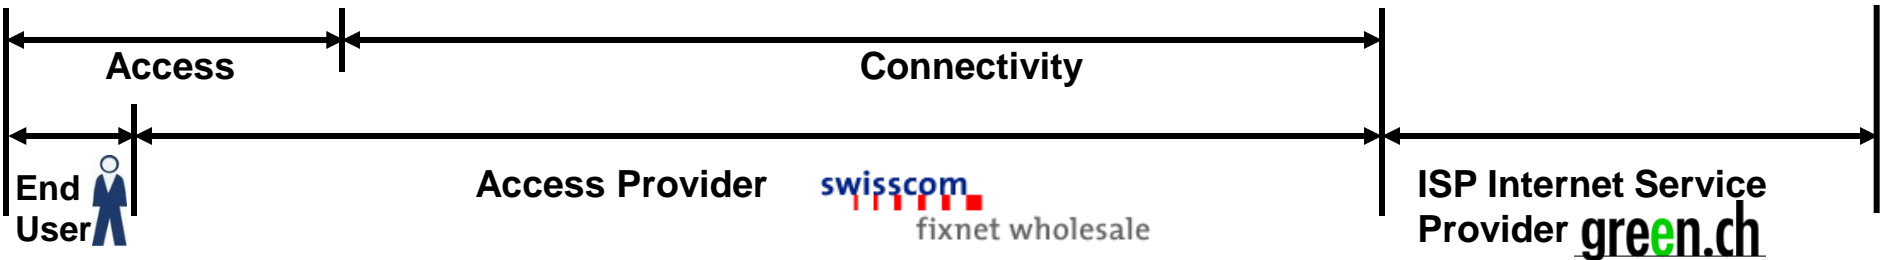 Access
Connectivity
End
User
Access Provider
swisscom
fixnet wholesale
ISP Internet Service
Provider green.ch